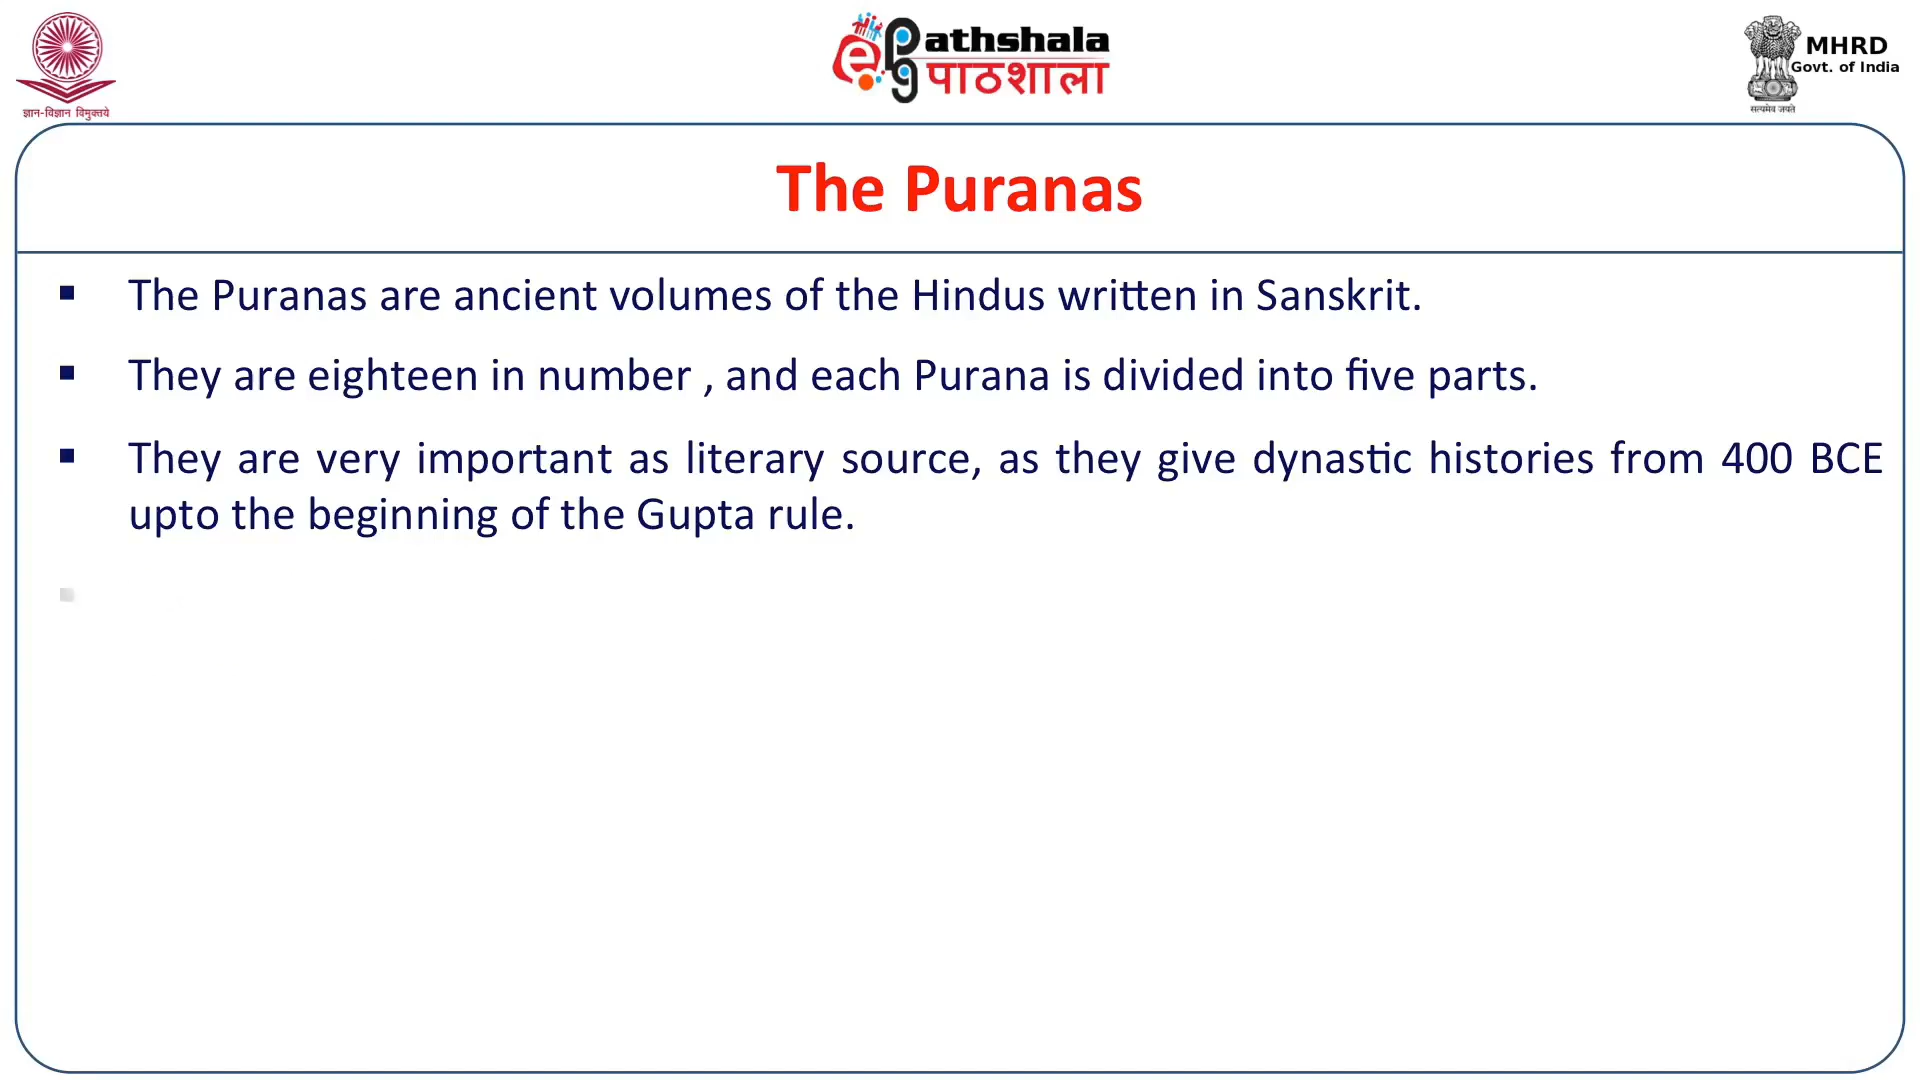 ज्ञान-विज्ञान विमुक्तये
e PG Pathshala
पाठशाला
MHRD
Govt. of India
सत्यमेव जयते
The Puranas
▪ The Puranas are ancient volumes of the Hindus written in Sanskrit.
▪ They are eighteen in number , and each Purana is divided into five parts.
▪ They are very important as literary source, as they give dynastic histories from 400 BCE
upto the beginning of the Gupta rule.